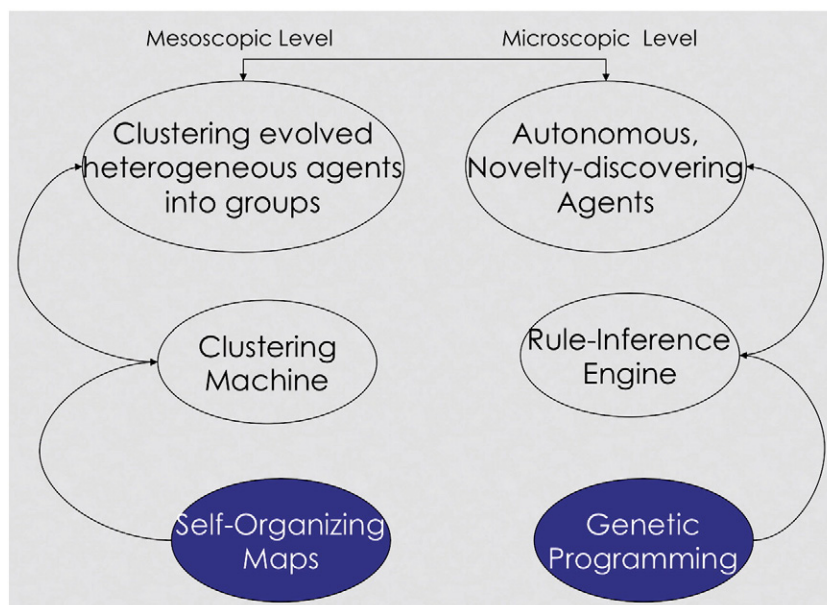 Mesoscopic Level
Microscopic Level
Clustering evolved
heterogeneous agents
into groups
Autonomous,
Novelty-discovering
Agents
Clustering
Machine
Rule-Inference
Engine
Self-Organizing
Maps
Genetic
Programming